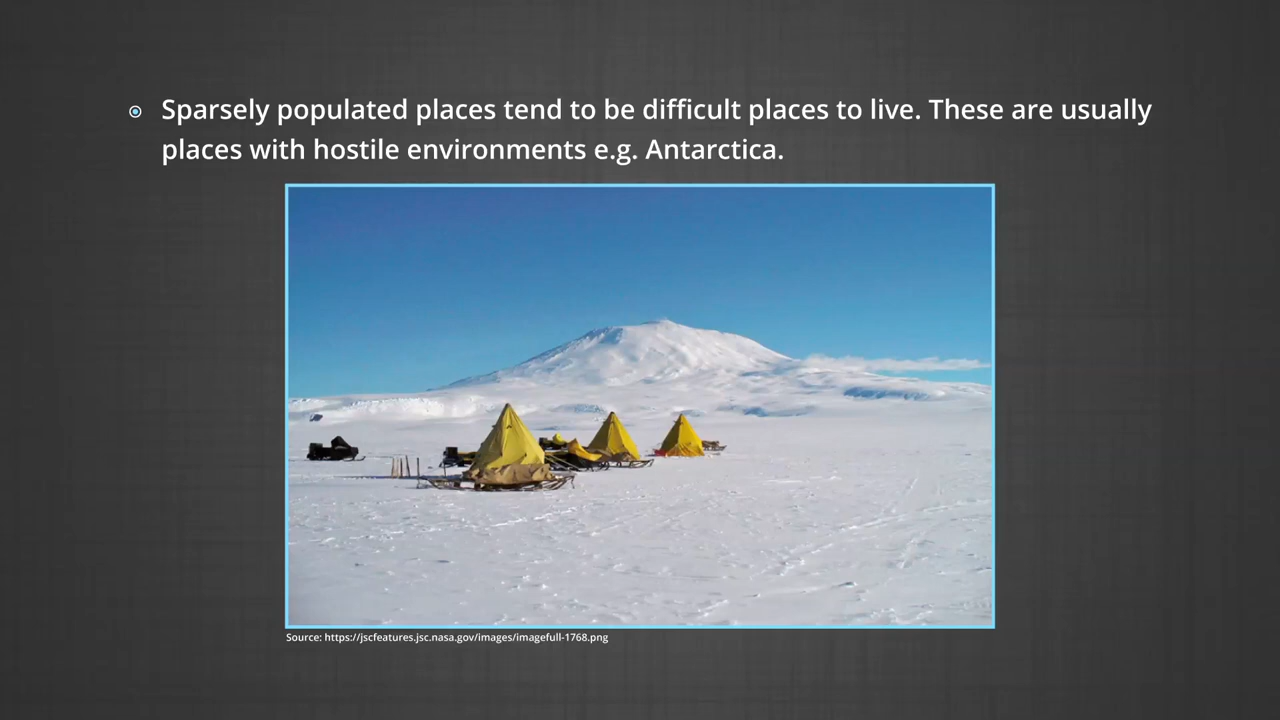 Sparsely populated places tend to be difficult places to live. These are usually
places with hostile environments e.g. Antarctica.
Source: https://jscfeatures.jsc.nasa.gov/images/imagefull-1768.png